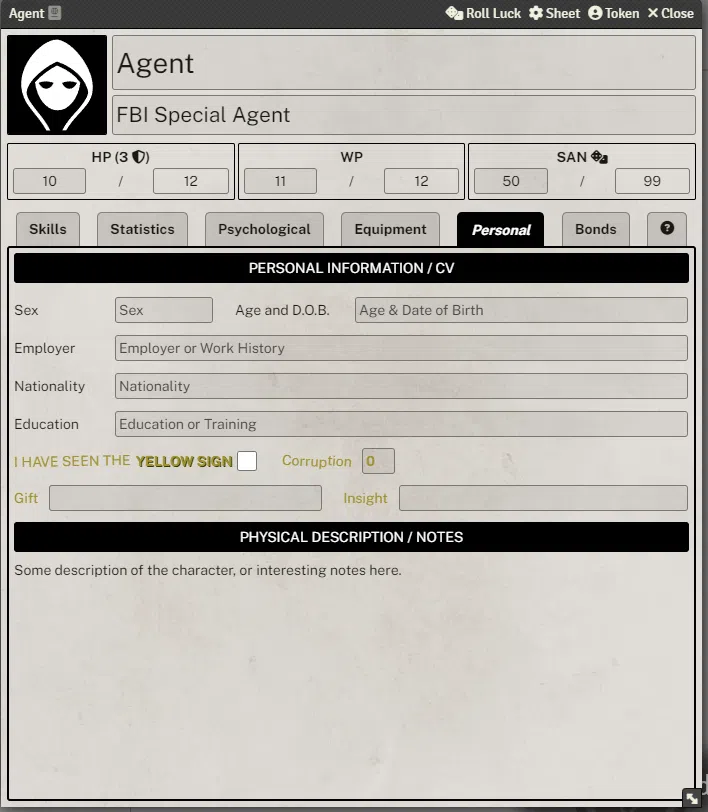 Agent Roll Luck Sheet Token Close
Agent
FBI Special Agent
HP (3 ) WP SAN
10 / 12 11 / 12 50 / 99
Skills Statistics Psychological Equipment Personal Bonds ?
PERSONAL INFORMATION / CV
Sex Sex Age and D.O.B. Age & Date of Birth
Employer Employer or Work History
Nationality Nationality
Education Education or Training
I HAVE SEEN THE YELLOW SIGN Corruption 0
Gift Insight
PHYSICAL DESCRIPTION / NOTES
Some description of the character, or interesting notes here.